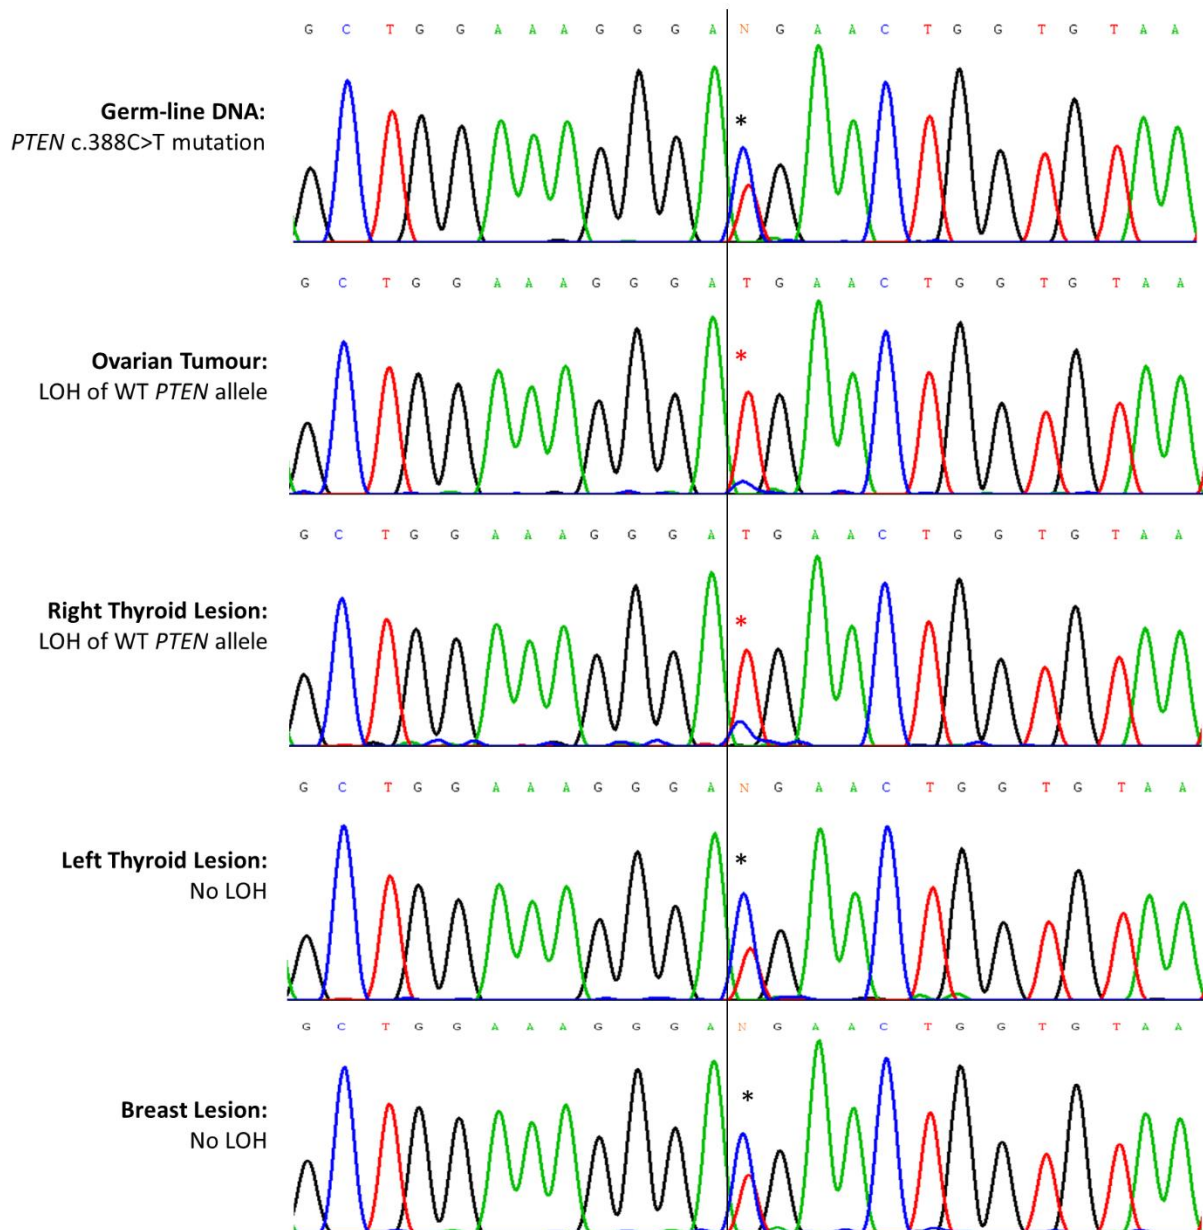 G C T G G A A A G G G A N G A A C T G G T G T A A
Germ-line DNA:
*
PTEN c.388C>T mutation
G C T G G A A A G G G A T G A A C T G G T G T A A
Ovarian Tumour:
*
LOH of WT PTEN allele
G C T G G A A A G G G A T G A A C T G G T G T A A
Right Thyroid Lesion:
*
LOH of WT PTEN allele
G C T G G A A A G G G A N G A A C T G G T G T A A
Left Thyroid Lesion:
*
No LOH
G C T G G A A A G G G A N G A A C T G G T G T A A
Breast Lesion:
*
No LOH